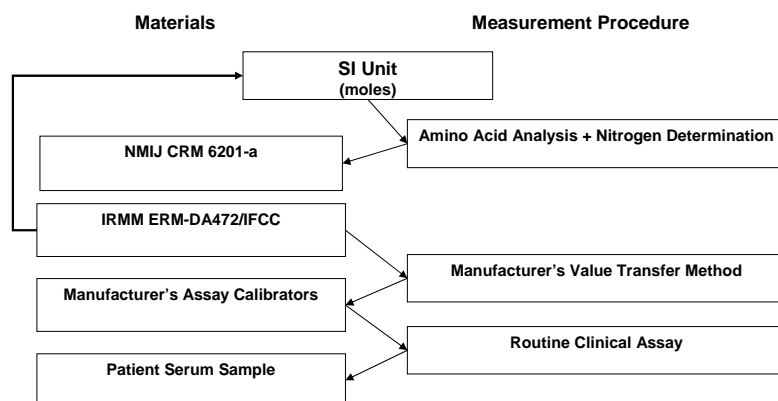 Materials
Measurement Procedure
SI Unit
(moles)
Amino Acid Analysis + Nitrogen Determination
NMIJ CRM 6201-a
IRMM ERM-DA472/IFCC
Manufacturer's Value Transfer Method
Manufacturer's Assay Calibrators
Routine Clinical Assay
Patient Serum Sample